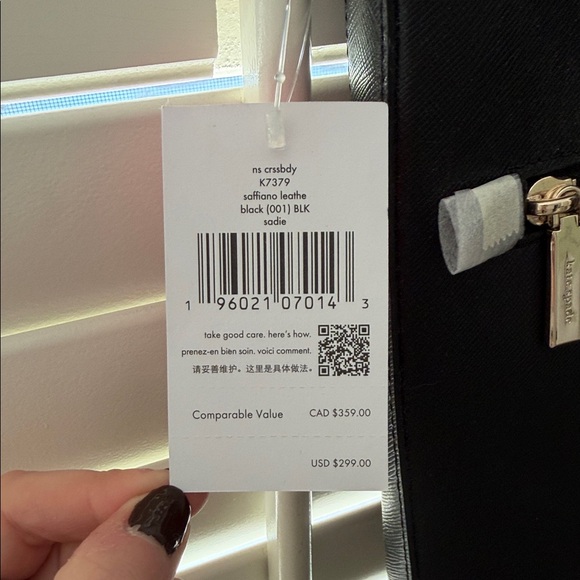 ns crssbdy
K7379
saffiano leathe
black (001) BLK
sadie
1 96021 07014 3
take good care. here's how.
prenez-en bien soin. voici comment.
请妥善维护。这里是具体做法。
Comparable Value CAD $359.00
USD $299.00
kate spade